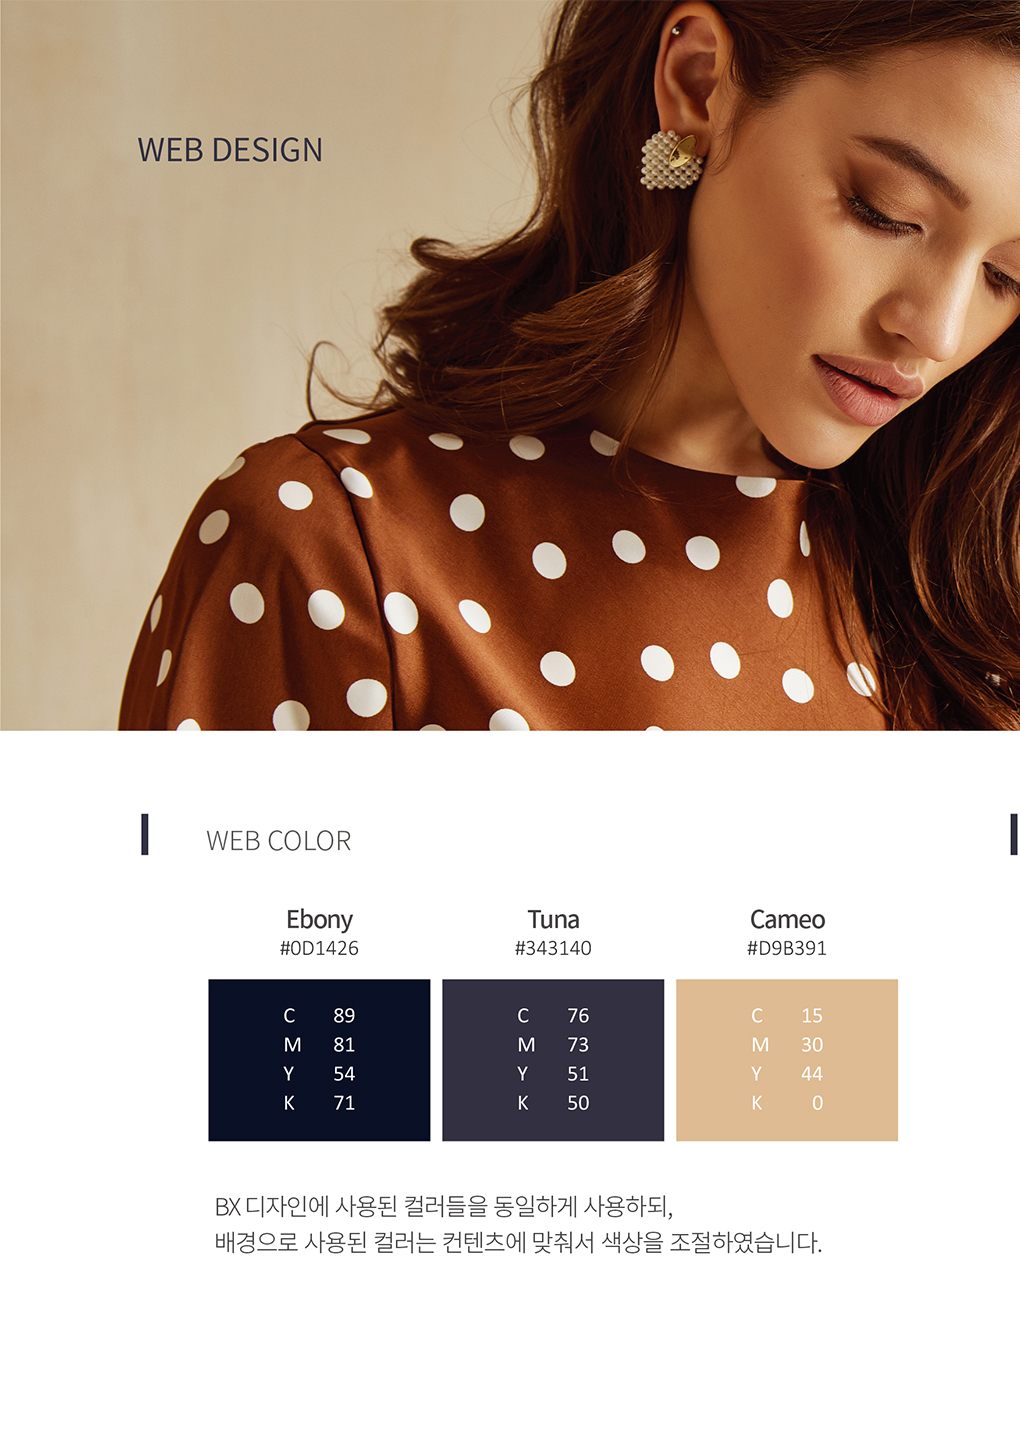 WEB DESIGN
WEB COLOR
Ebony
#0D1426
C 89
M 81
Y 54
K 71
Tuna
#343140
C 76
M 73
Y 51
K 50
Cameo
#D9B391
C 15
M 30
Y 44
K 0
BX 디자인에 사용된 컬러들을 동일하게 사용하되,
배경으로 사용된 컬러는 컨텐츠에 맞춰서 색상을 조절하였습니다.